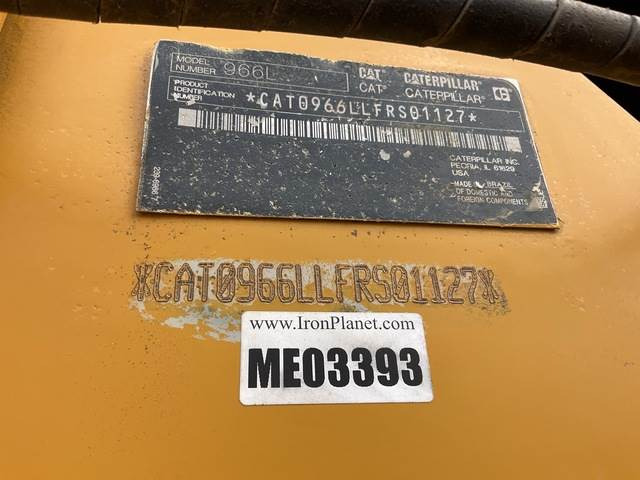 MODEL NUMBER 966L
CAT CATERPILLAR
CAT CATERPILLAR
PRODUCT IDENTIFICATION NUMBER
*CAT0966LLFRS01127*
CATERPILLAR INC.
PEORIA, IL 61629
USA
MADE IN BRAZIL
OF DOMESTIC AND
FOREIGN COMPONENTS
*CAT0966LLFRS01127*
www.IronPlanet.com
ME03393